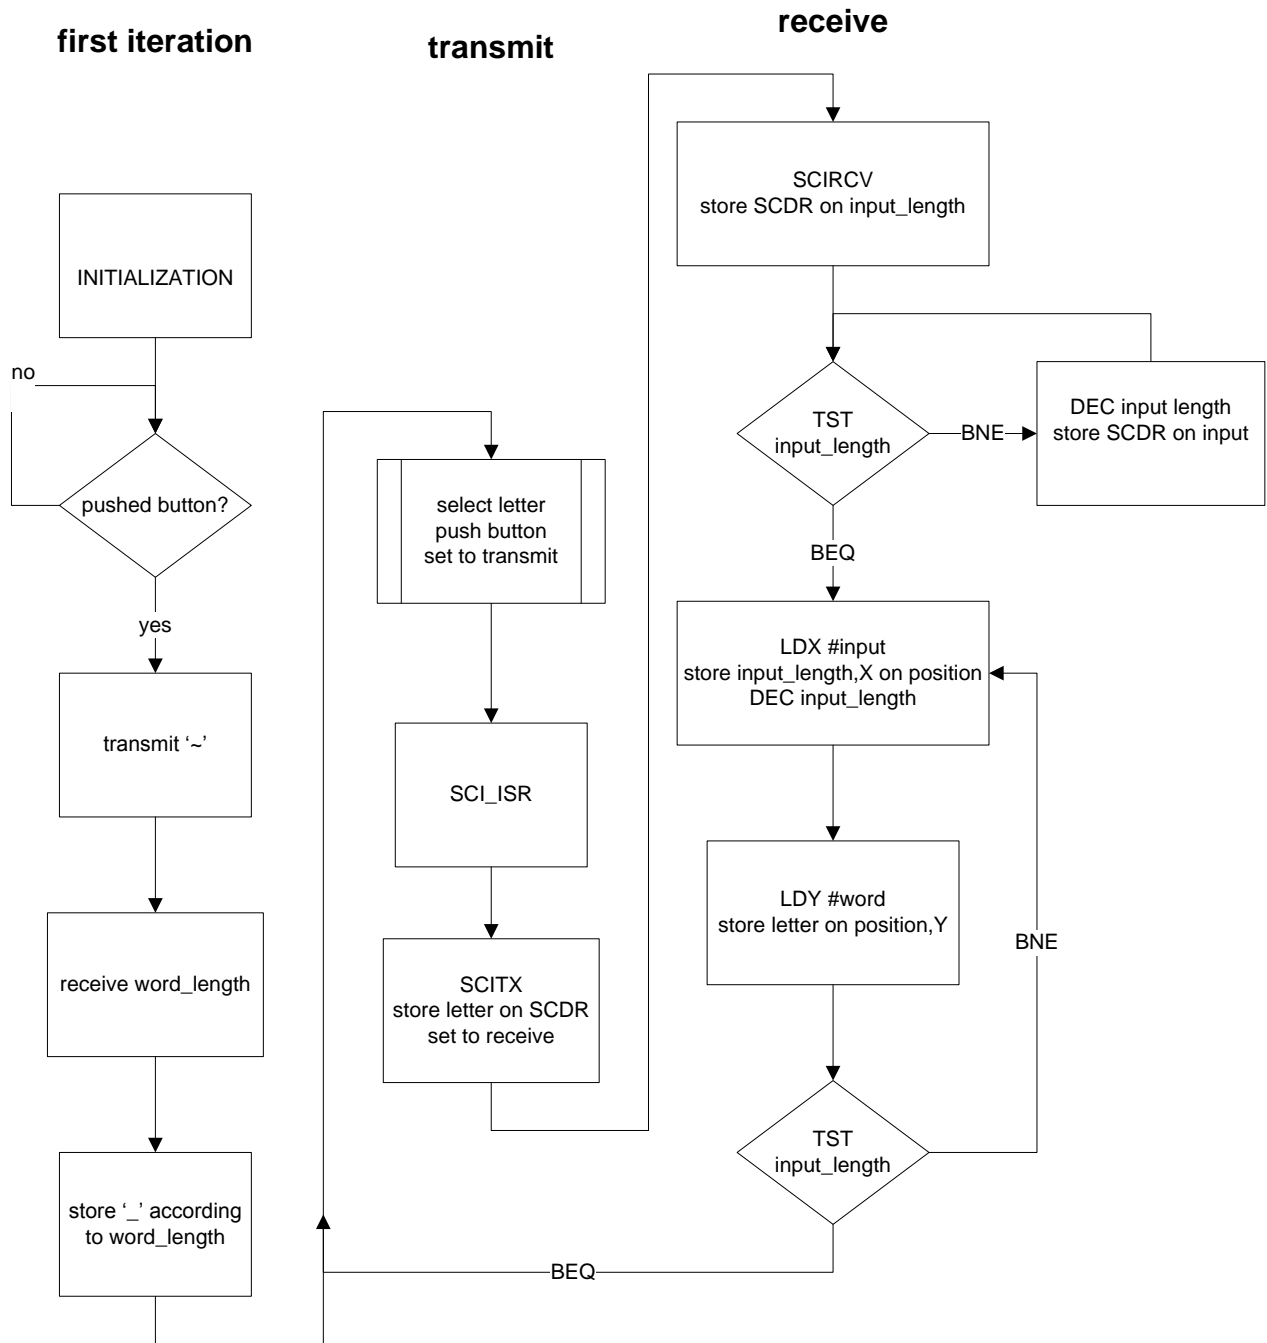 first iteration
INITIALIZATION
no
pushed button?
yes
transmit ‘~’
receive word_length
store ‘_’ according
to word_length
transmit
select letter
push button
set to transmit
SCI_ISR
SCITX
store letter on SCDR
set to receive
receive
SCIRCV
store SCDR on input_length
TST
input_length
BNE
DEC input length
store SCDR on input
BEQ
LDX #input
store input_length,X on position
DEC input_length
LDY #word
store letter on position,Y
BNE
TST
input_length
BEQ